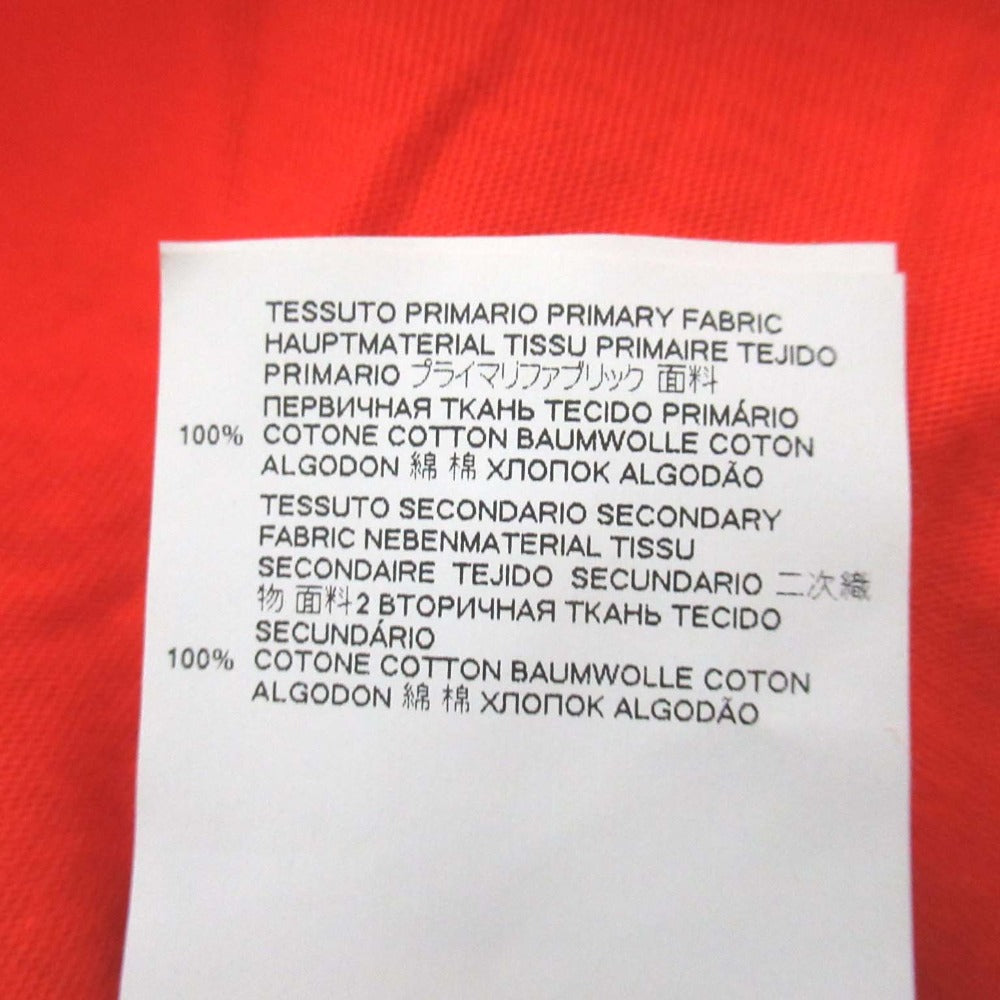 TESSUTO PRIMARIO PRIMARY FABRIC
HAUPTMATERIAL TISSU PRIMAIRE TEJIDO
PRIMARIO プライマリファブリック 面料
ПЕРВИЧНАЯ ТКАНЬ TECIDO PRIMÁRIO
100% COTONE COTTON BAUMWOLLE COTON
ALGODON 綿 棉 ХЛОПОК ALGODÃO
TESSUTO SECONDARIO SECONDARY
FABRIC NEBENMATERIAL TISSU
SECONDAIRE TEJIDO SECUNDARIO 二次織
物 面料2 ВТОРИЧНАЯ ТКАНЬ TECIDO
SECUNDÁRIO
100% COTONE COTTON BAUMWOLLE COTON
ALGODON 綿 棉 ХЛОПОК ALGODÃO